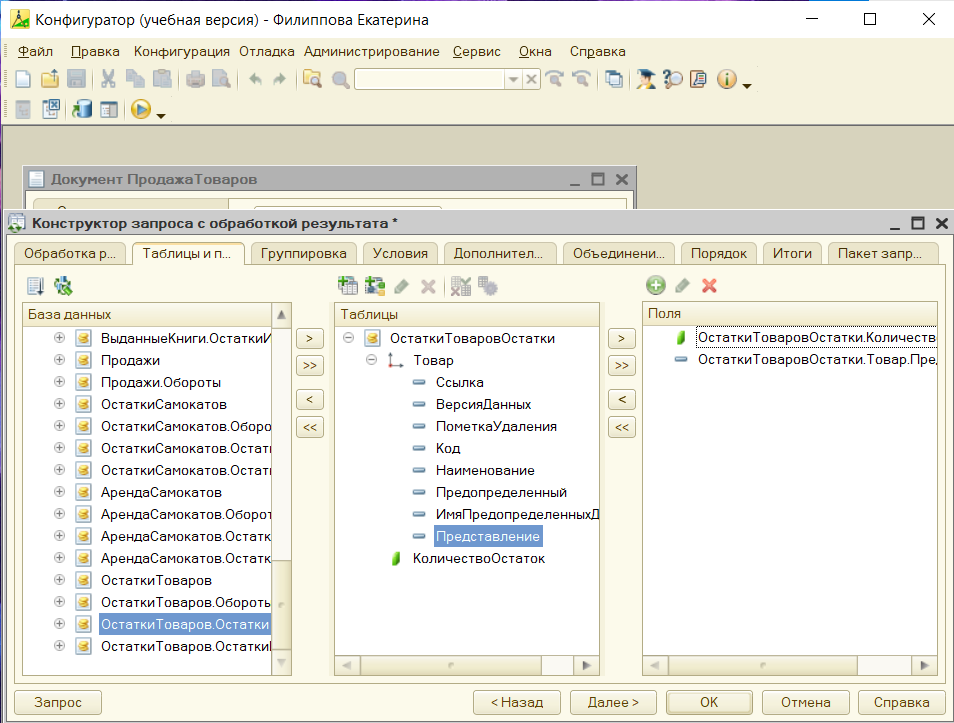 Конфигуратор (учебная версия) - Филиппова Екатерина
Файл Правка Конфигурация Отладка Администрирование Сервис Окна Справка
Документ ПродажаТоваров
Конструктор запроса с обработкой результата *
Обработка р... Таблицы и п... Группировка Условия Дополнител... Объединени... Порядок Итоги Пакет запр...
База данных
ВыданныеКниги.ОстаткиИ
Продажи
Продажи.Обороты
ОстаткиСамокатов
ОстаткиСамокатов.Оборо
ОстаткиСамокатов.Остат
ОстаткиСамокатов.Остат
АрендаСамокатов
АрендаСамокатов.Оборот
АрендаСамокатов.Остатк
АрендаСамокатов.Остатк
ОстаткиТоваров
ОстаткиТоваров.Обороты
ОстаткиТоваров.Остатки
ОстаткиТоваров.Остатки
>
>>
<
<<
Таблицы
ОстаткиТоваровОстатки
Товар
Ссылка
ВерсияДанных
ПометкаУдаления
Код
Наименование
Предопределенный
ИмяПредопределенныхД
Представление
КоличествоОстаток
>
>>
<
<<
Поля
ОстаткиТоваровОстатки.Количеств
ОстаткиТоваровОстатки.Товар.Пре
Запрос < Назад Далее > OK Отмена Справка